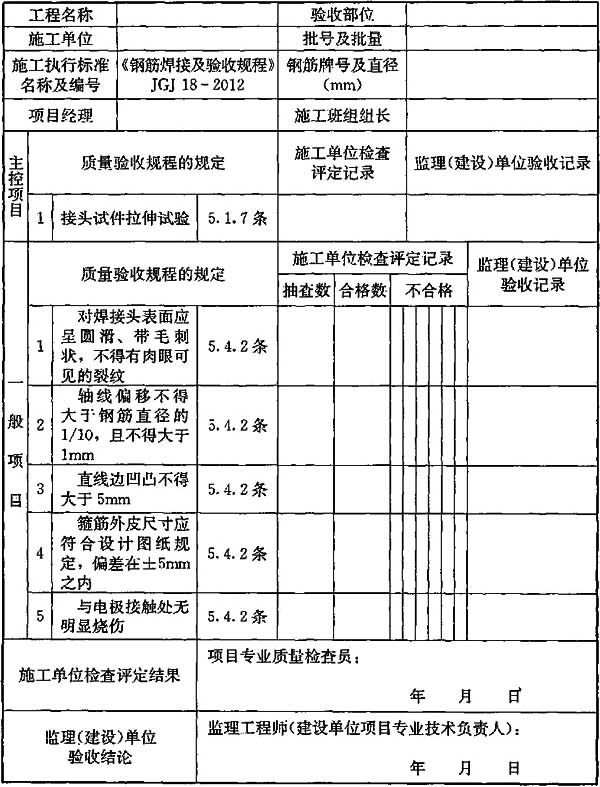 工程名称 验收部位
施工单位 批号及批量
施工执行标准
名称及编号
《钢筋焊接及验收规程》
JGJ 18-2012
钢筋牌号及直径
(mm)
项目经理 施工班组组长
主控项目
质量验收规程的规定
施工单位检查
评定记录
监理(建设)单位验收记录
1 接头试件拉伸试验 5.1.7条
一般项目
质量验收规程的规定
施工单位检查评定记录
抽查数 合格数 不合格
监理(建设)单位
验收记录
1
对焊接头表面应
呈圆滑、带毛刺
状,不得有肉眼可
见的裂纹
5.4.2条
2
轴线偏移不得
大于钢筋直径的
1/10,且不得大于
1mm
5.4.2条
3
直线边凹凸不得
大于5mm
5.4.2条
4
箍筋外皮尺寸应
符合设计图纸规
定,偏差在±5mm
之内
5.4.2条
5
与电极接触处无
明显烧伤
5.4.2条
施工单位检查评定结果
项目专业质量检查员:
年 月 日
监理(建设)单位
验收结论
监理工程师(建设单位项目专业技术负责人):
年 月 日